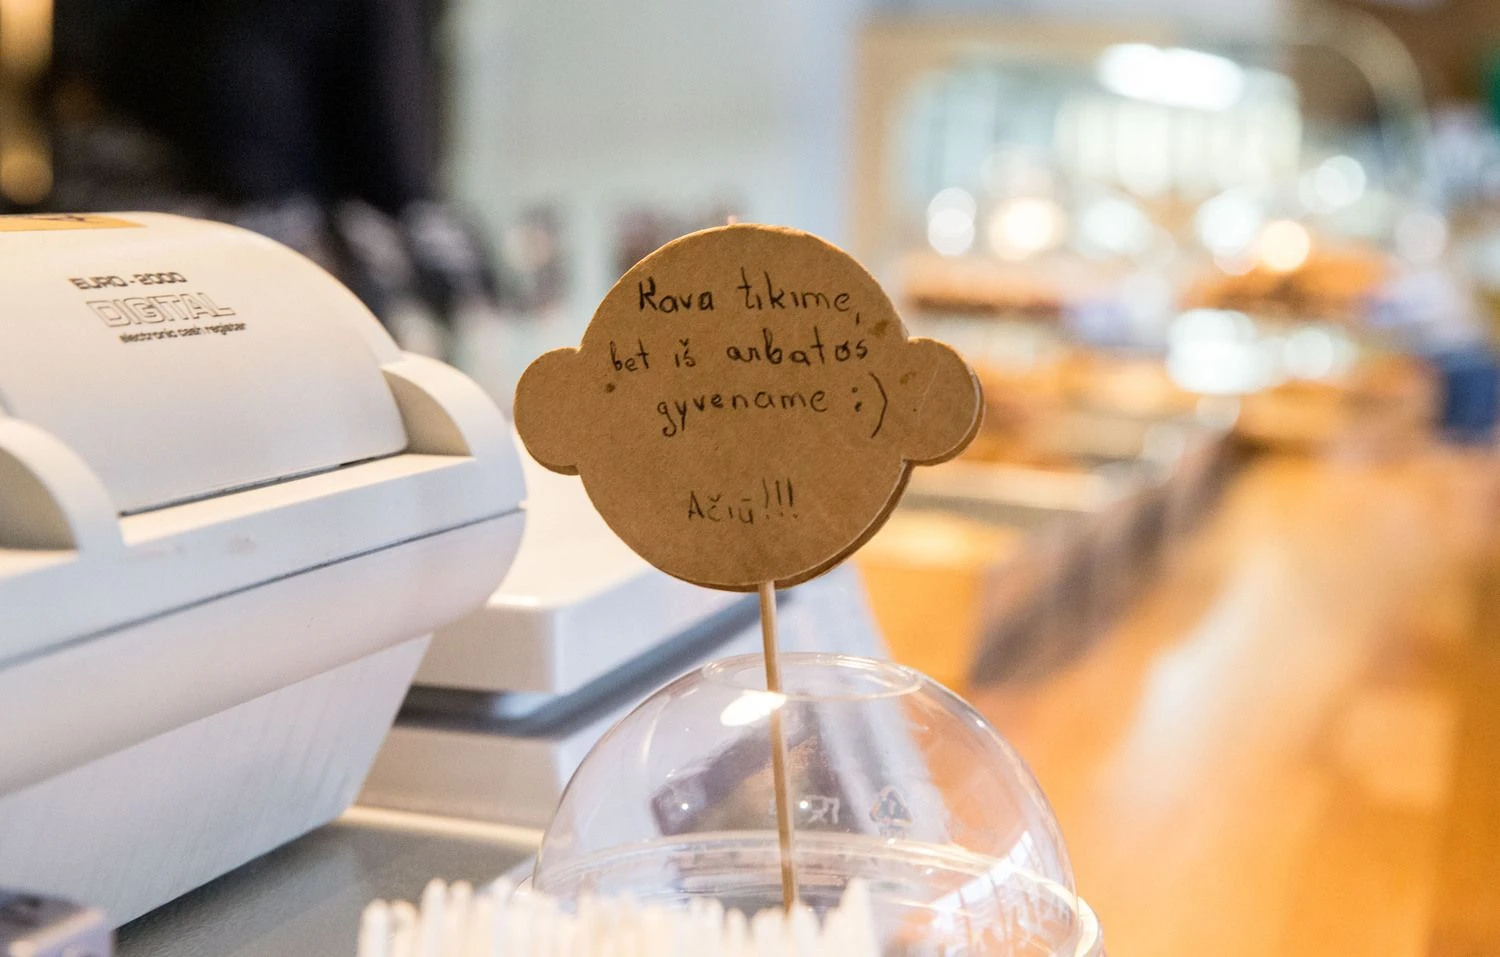 EURO-2000
DIGITAL
electronic cash register
Kava tikime,
bet iš arbatos
gyvename :)
Ačiū!!!